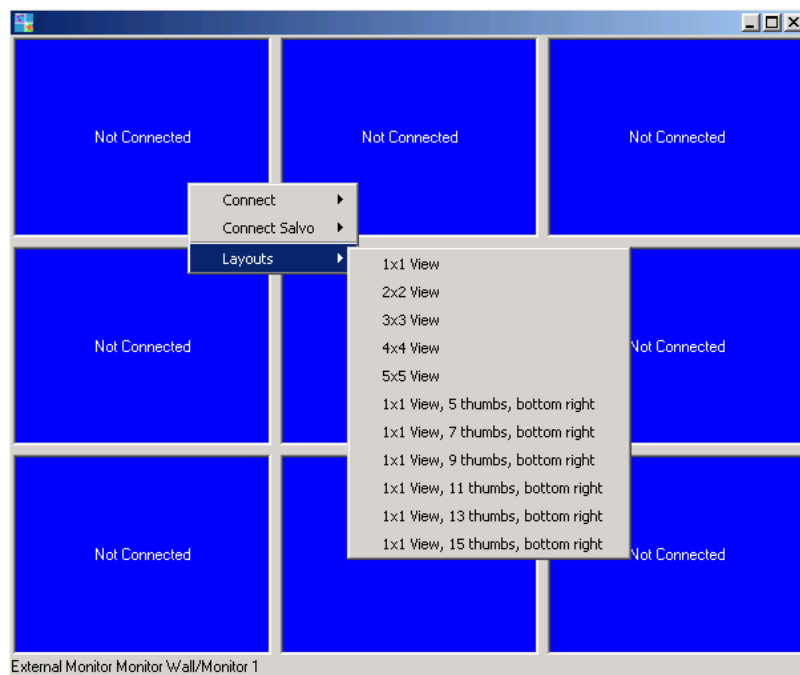 Not Connected
Not Connected
Not Connected
Connect
Connect Salvo
Layouts
1x1 View
2x2 View
3x3 View
4x4 View
5x5 View
1x1 View, 5 thumbs, bottom right
1x1 View, 7 thumbs, bottom right
1x1 View, 9 thumbs, bottom right
1x1 View, 11 thumbs, bottom right
1x1 View, 13 thumbs, bottom right
1x1 View, 15 thumbs, bottom right
Not Connected
Not Connected
Not Connected
Not Connected
External Monitor Monitor Wall/Monitor 1